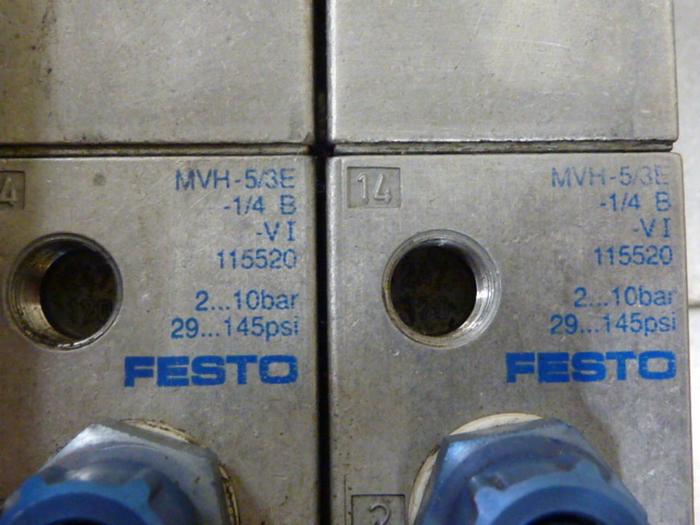 4
MVH-5/3E
-1/4 B
-VI
115520
2...10bar
29...145psi
FESTO
14
MVH-5/3E
-1/4 B
-VI
115520
2...10bar
29...145psi
FESTO
2